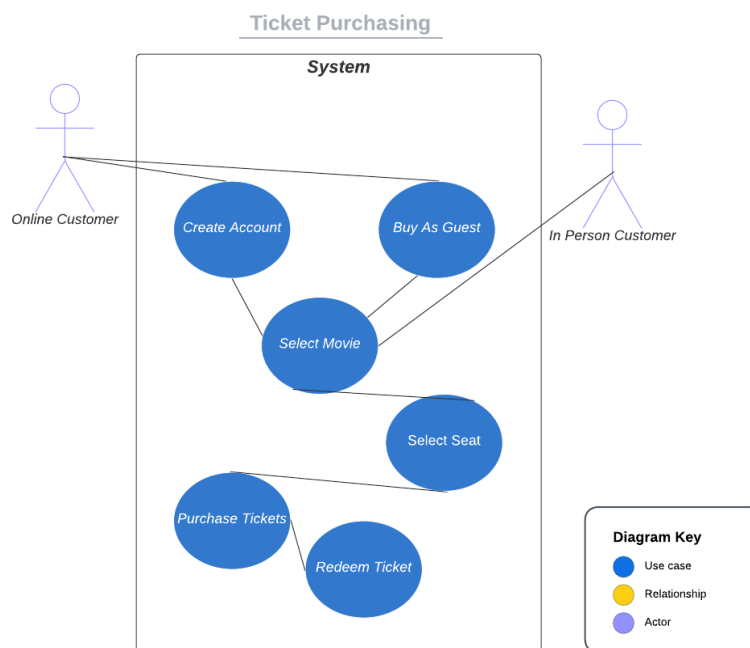 Ticket Purchasing
System
Online Customer
In Person Customer
Create Account
Buy As Guest
Select Movie
Select Seat
Purchase Tickets
Redeem Ticket
Diagram Key
Use case
Relationship
Actor